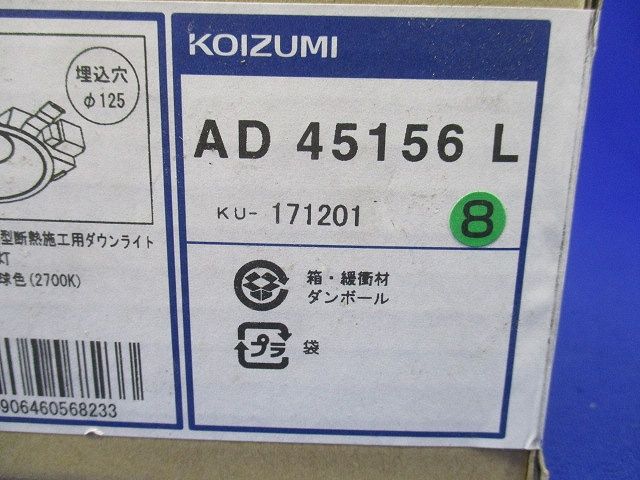 埋込穴
φ125
型断熱施工用ダウンライト
球色(2700K)
906460568233
KOIZUMI
AD 45156 L
KU- 171201
8
箱・緩衝材
ダンボール
プラ
袋